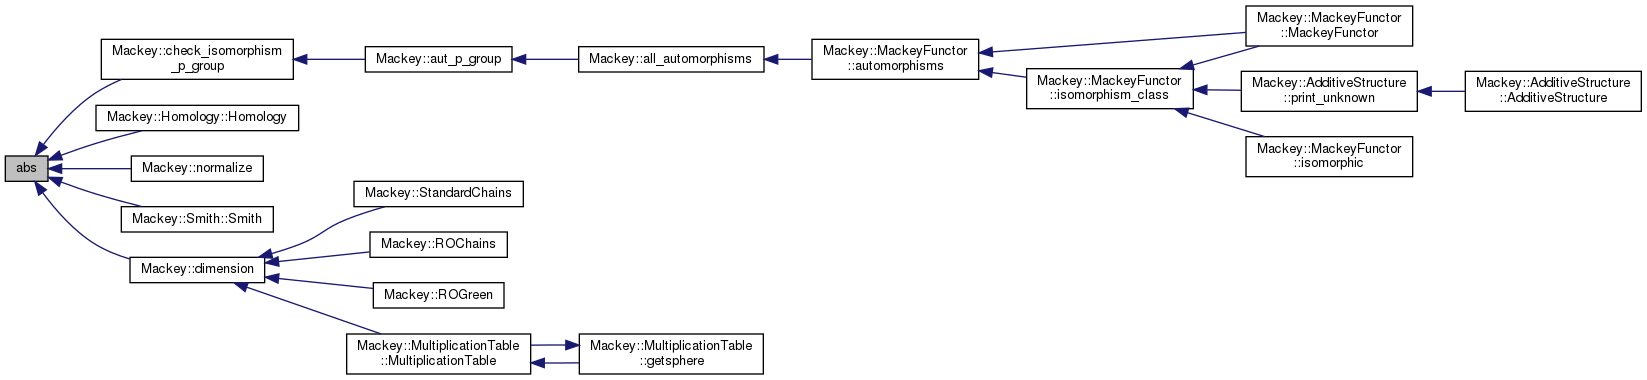 abs
Mackey::check_isomorphism
_p_group
Mackey::aut_p_group
Mackey::all_automorphisms
Mackey::MackeyFunctor
::automorphisms
Mackey::MackeyFunctor
::MackeyFunctor
Mackey::MackeyFunctor
::isomorphism_class
Mackey::AdditiveStructure
::print_unknown
Mackey::AdditiveStructure
::AdditiveStructure
Mackey::MackeyFunctor
::isomorphic
Mackey::Homology::Homology
Mackey::normalize
Mackey::Smith::Smith
Mackey::dimension
Mackey::StandardChains
Mackey::ROChains
Mackey::ROGreen
Mackey::MultiplicationTable
::MultiplicationTable
Mackey::MultiplicationTable
::getsphere